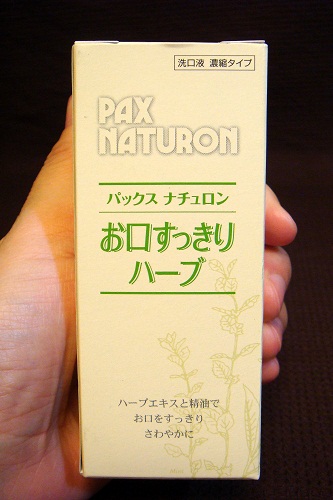 洗口液 濃縮タイプ
PAX
NATURON
パックス ナチュロン
お口すっきり
ハーブ
ハーブエキスと精油で
お口をすっきり
さわやかに